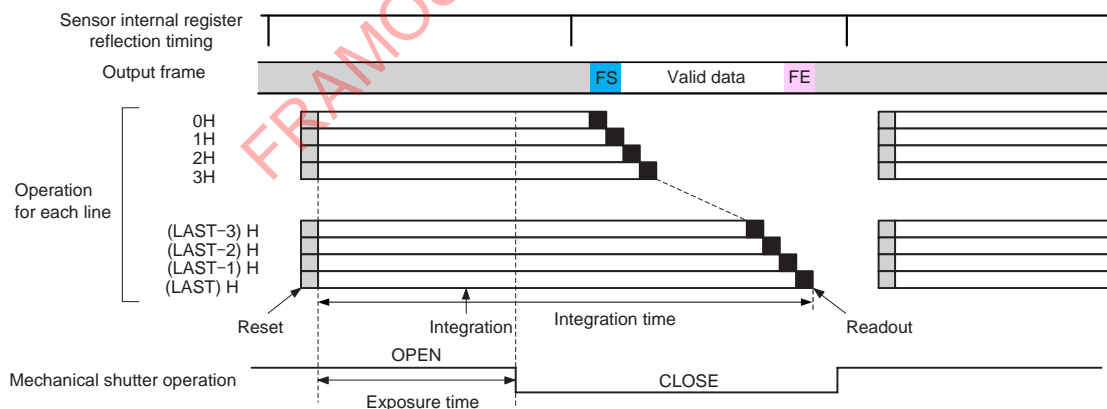 Sensor internal register
reflection timing
Output frame
FS
Valid data
FE
Operation
for each line
0H
1H
2H
3H
(LAST−3) H
(LAST−2) H
(LAST−1) H
(LAST) H
Reset
Integration
Integration time
Readout
Mechanical shutter operation
OPEN
CLOSE
Exposure time